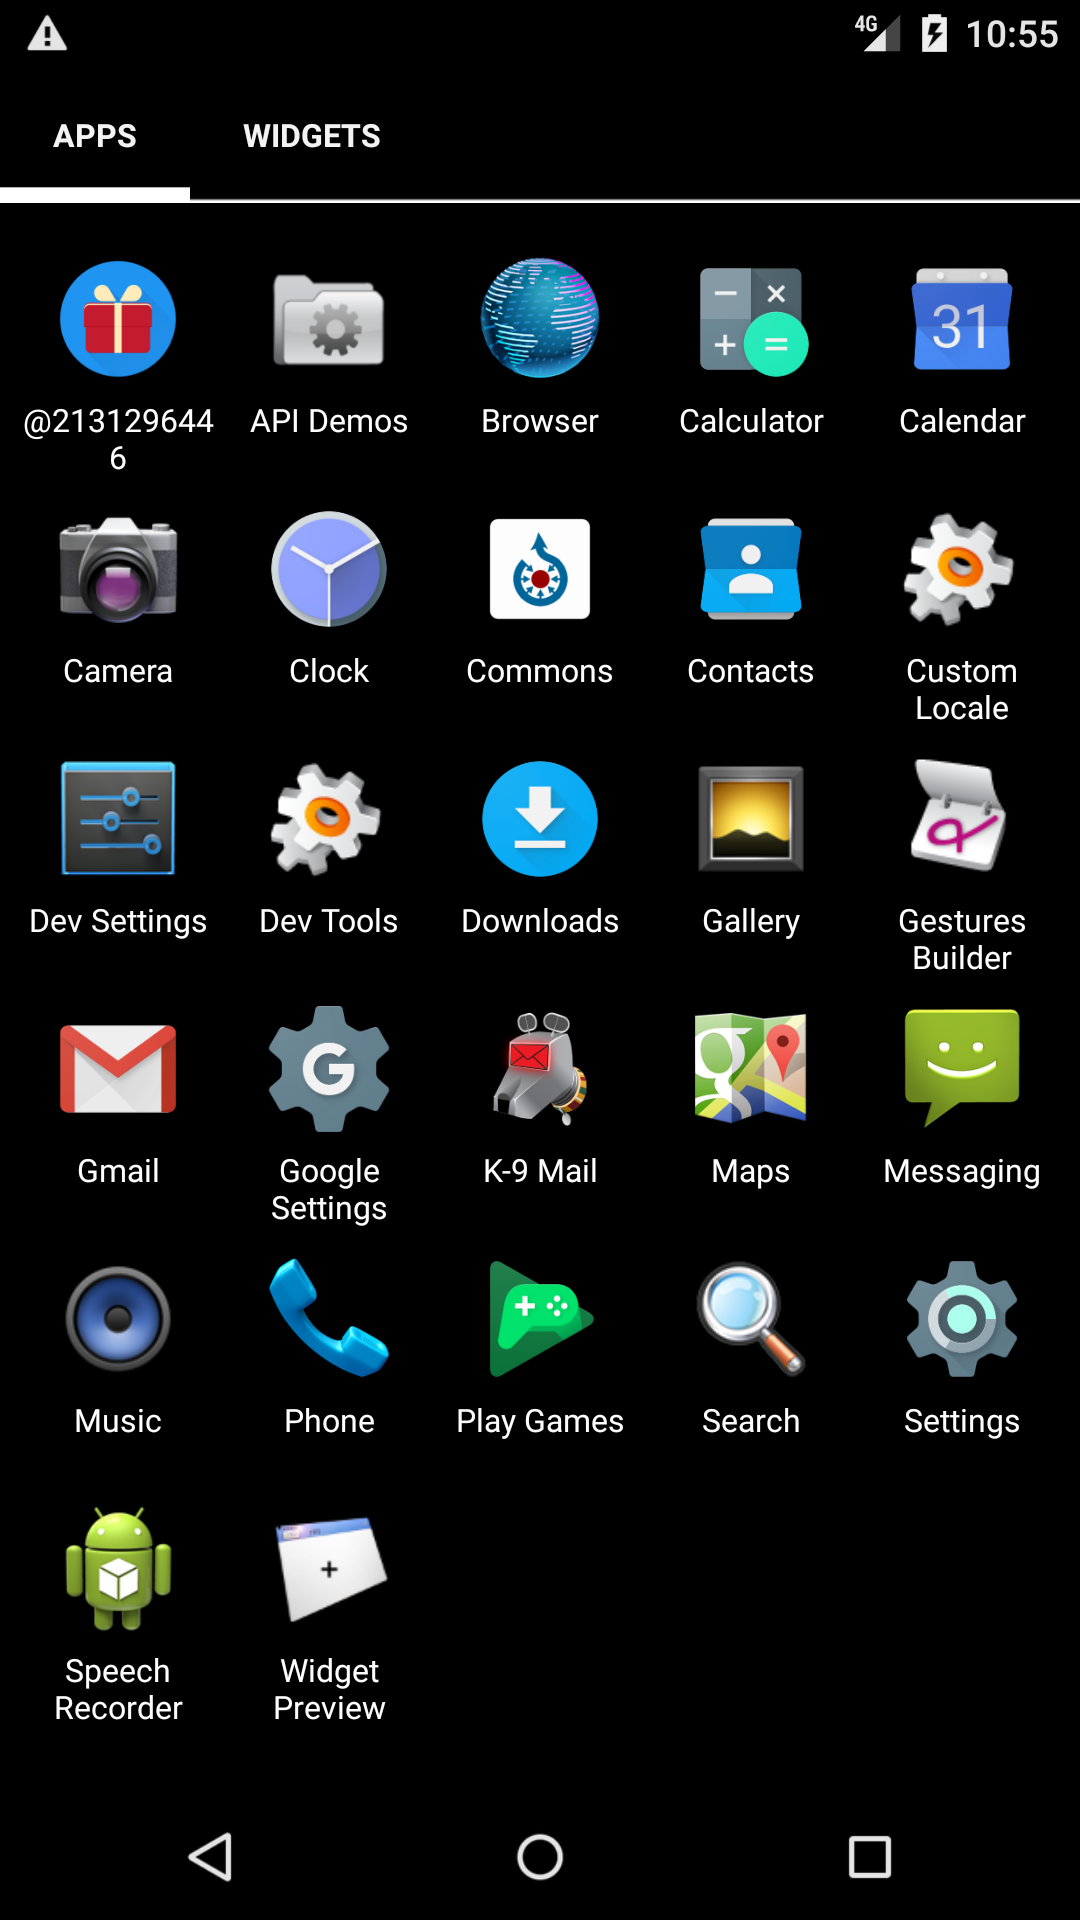 4G 10:55
APPS WIDGETS
31
@213129644
6
API Demos
Browser
Calculator
Calendar
Camera
Clock
Commons
Contacts
Custom
Locale
Dev Settings
Dev Tools
Downloads
Gallery
Gestures
Builder
G
g
Gmail
Google
Settings
K-9 Mail
Maps
Messaging
Music
Phone
Play Games
Search
Settings
Speech
Recorder
Widget
Preview